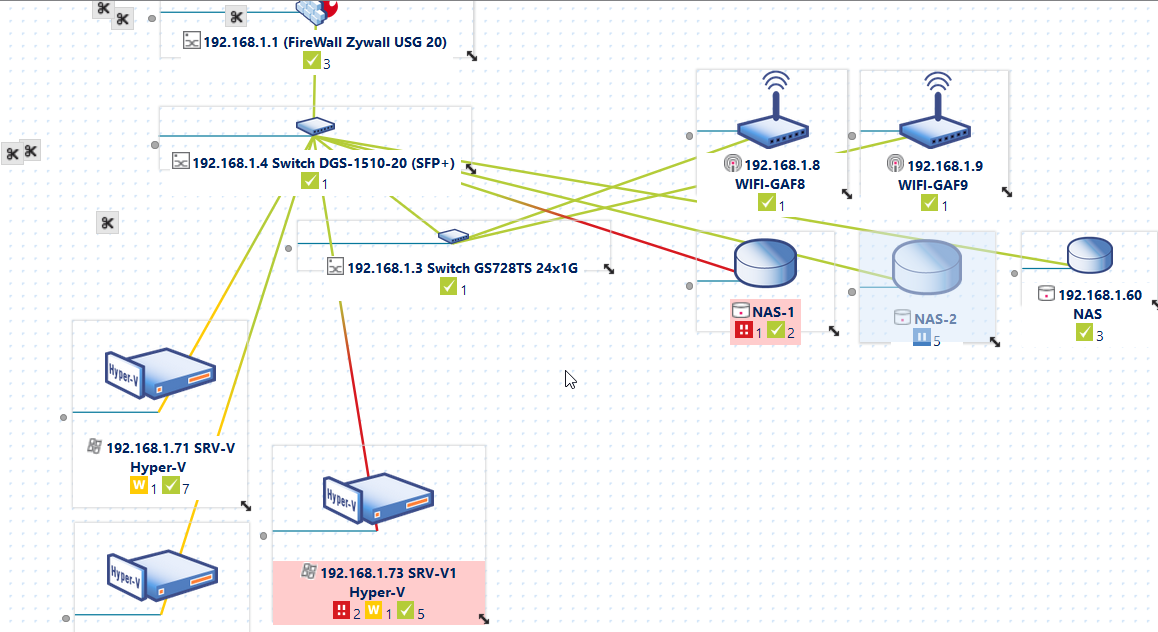 192.168.1.1 (FireWall Zywall USG 20)
3
192.168.1.4 Switch DGS-1510-20 (SFP+)
1
192.168.1.8
WIFI-GAF8
1
192.168.1.9
WIFI-GAF9
1
192.168.1.3 Switch GS728TS 24x1G
1
NAS-1
!! 1 2
NAS-2
5
192.168.1.60
NAS
3
Hyper-V
192.168.1.71 SRV-V
Hyper-V
W 1 7
Hyper-V
192.168.1.73 SRV-V1
Hyper-V
!! 2 W 1 5
Hyper-V